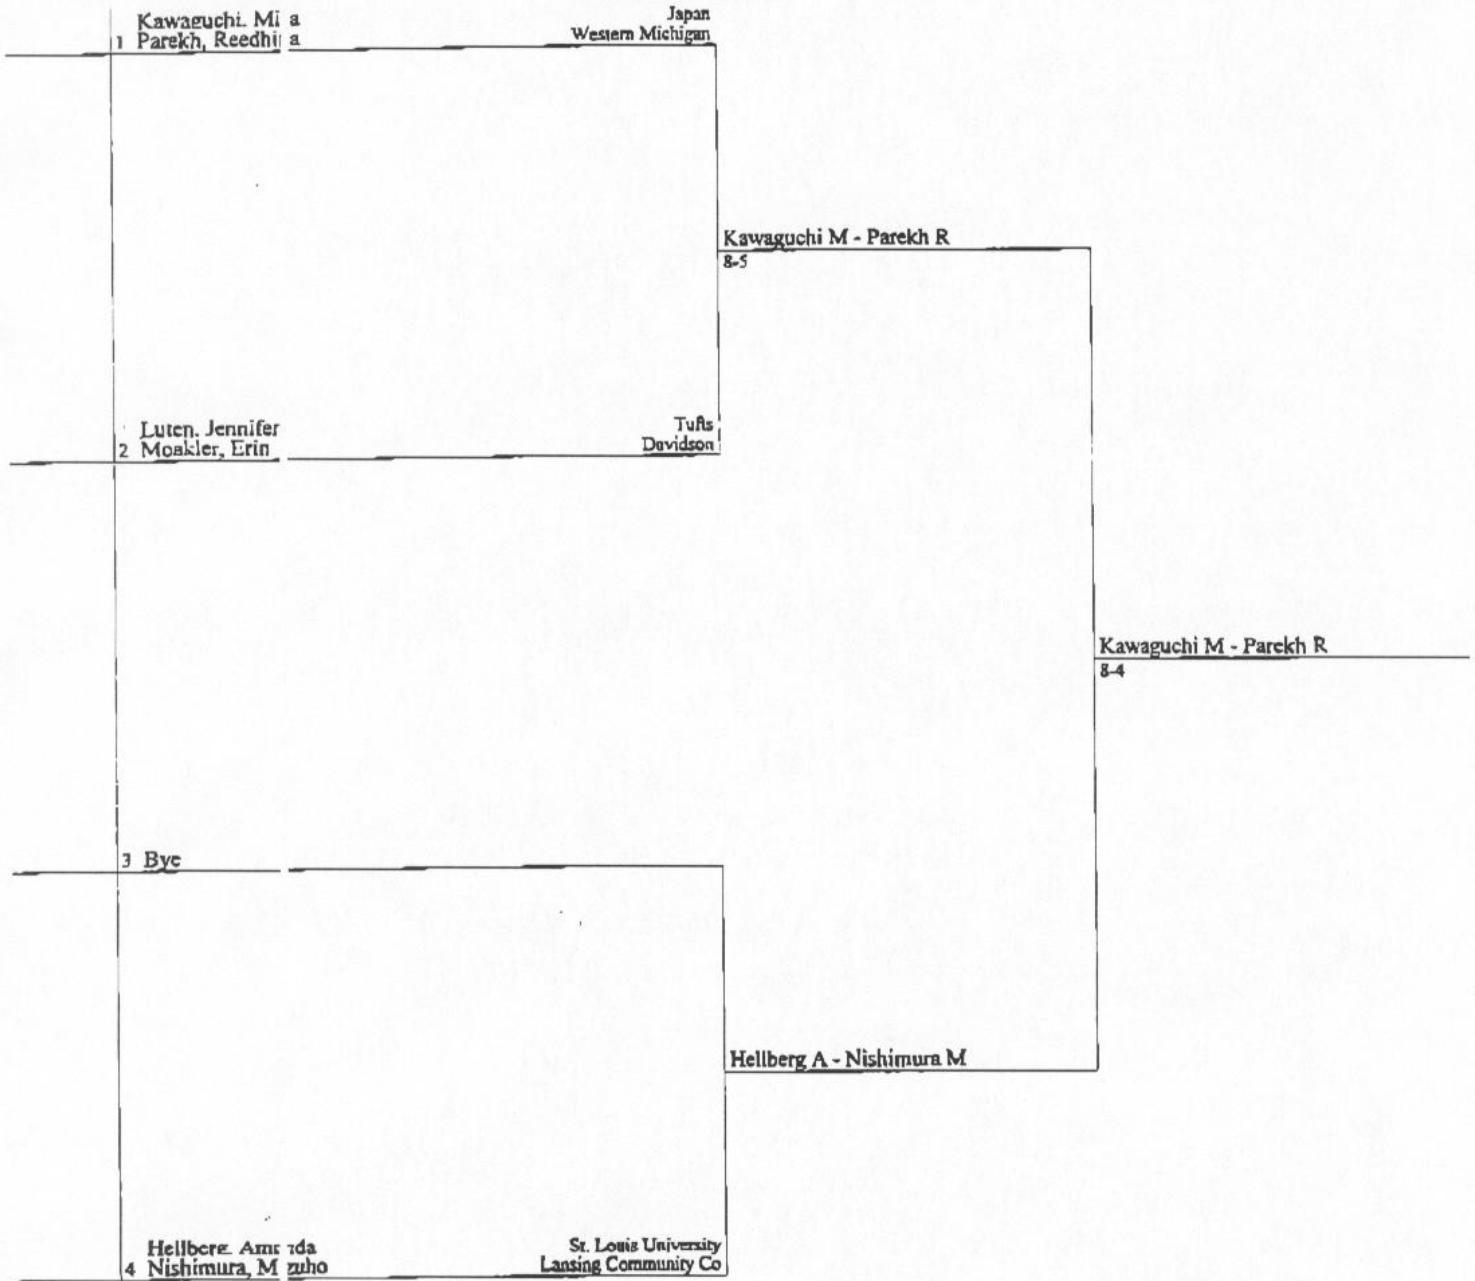 Kawaguchi. Mi a
Japan
1 Parekh, Reedhi a
Western Michigan
Kawaguchi M - Parekh R
8-5
Luten. Jennifer
Tufts
2 Moakler, Erin
Davidson
Kawaguchi M - Parekh R
8-4
3 Bye
Hellberg A - Nishimura M
Hellberg. Am da
St. Louis University
4 Nishimura, M zuho
Lansing Community Co